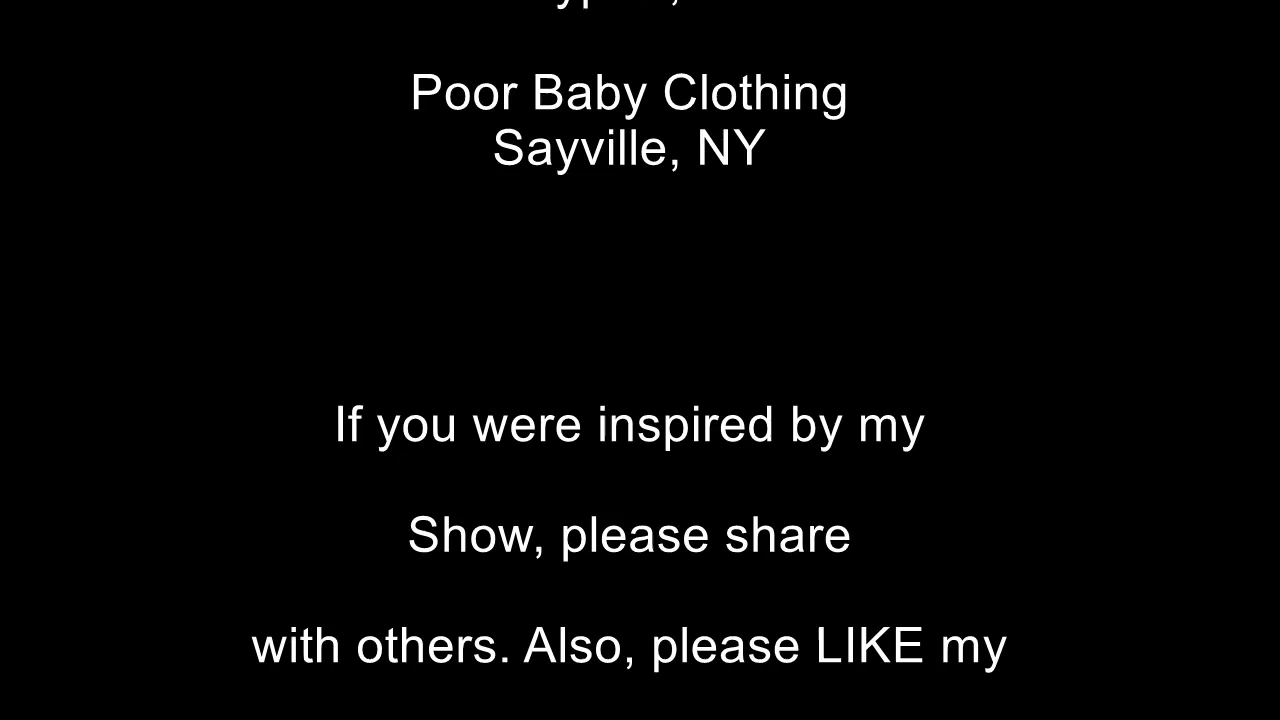 Poor Baby Clothing
Sayville, NY
If you were inspired by my
Show, please share
with others. Also, please LIKE my